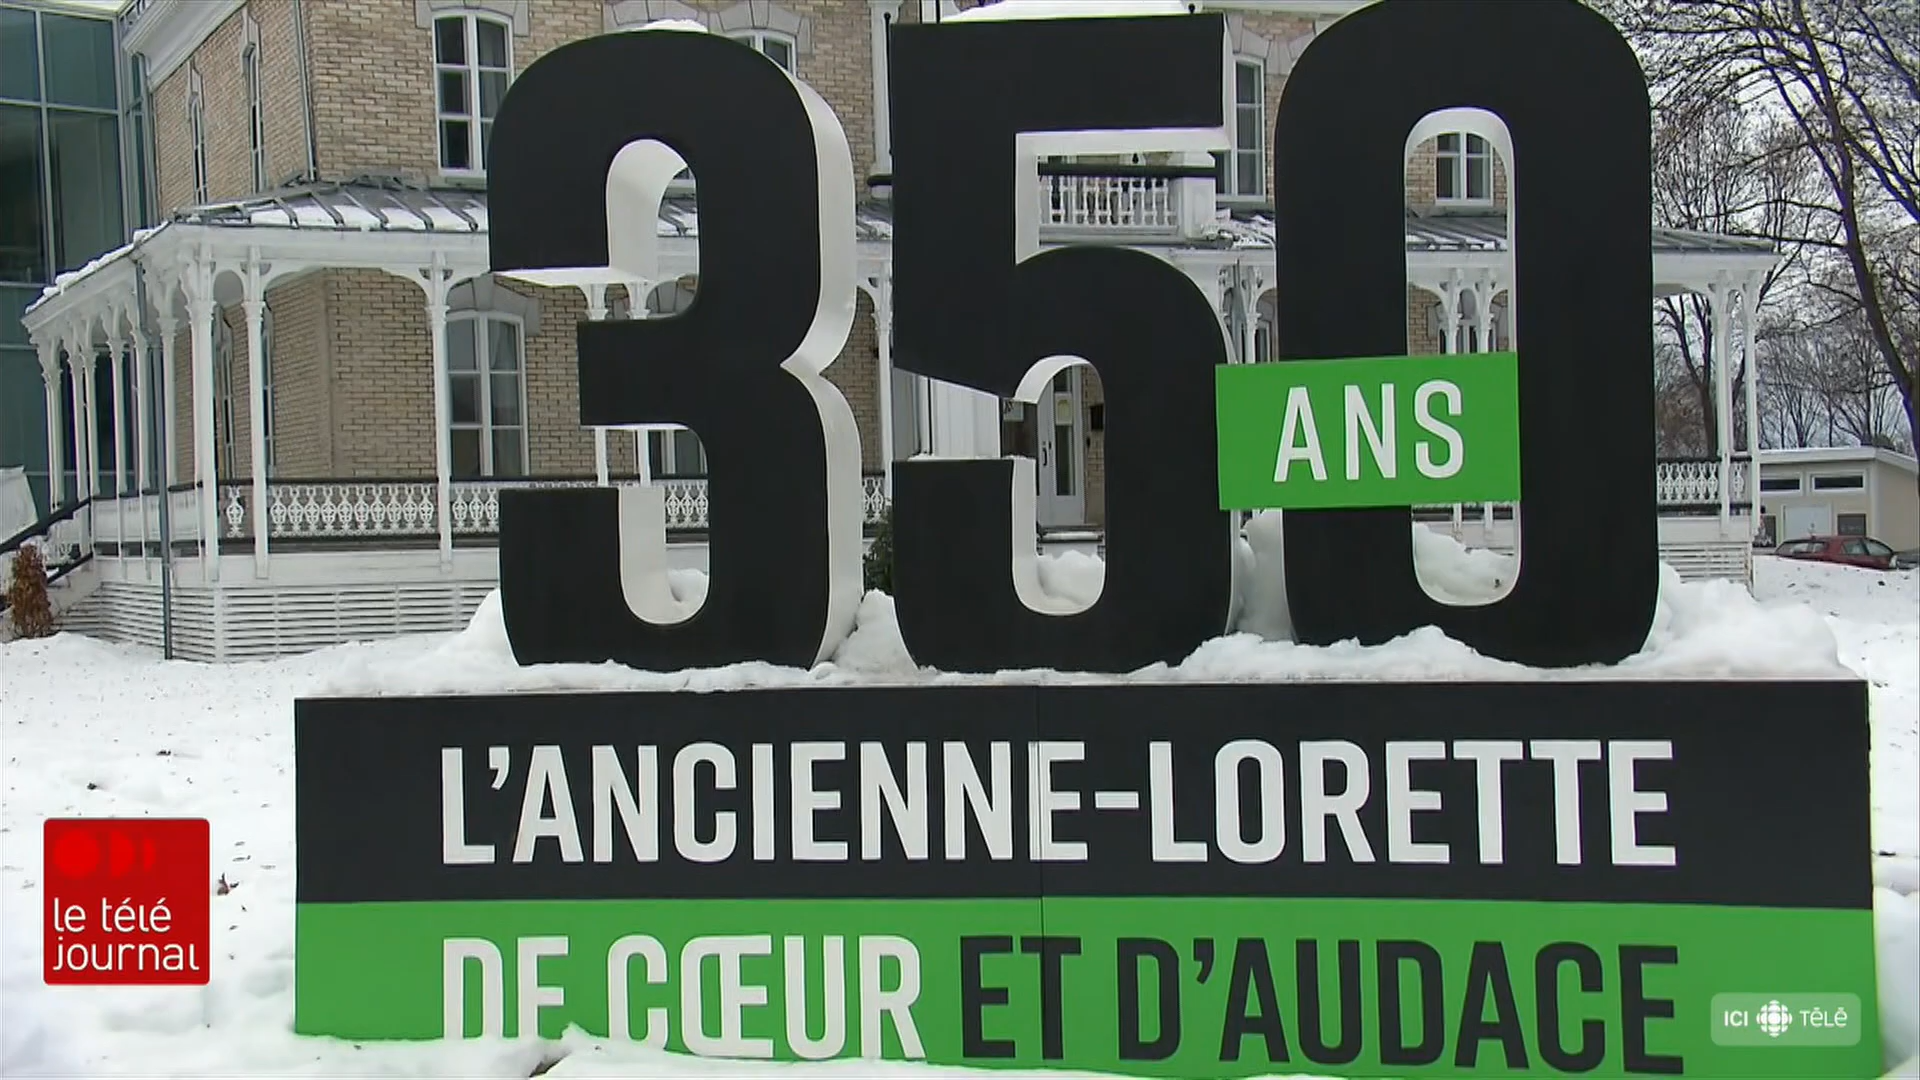 350
ANS
L'ANCIENNE-LORETTE
DE CŒUR ET D'AUDACE
le télé
journal
ICI TÉLÉ